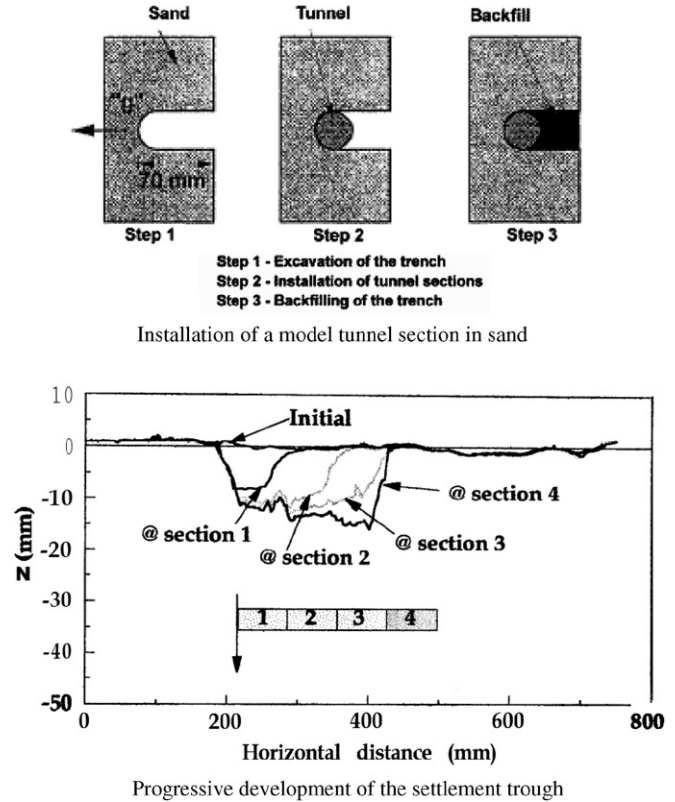 Sand
Tunnel
Backfill
"g"
70 mm
Step 1
Step 2
Step 3
Step 1 - Excavation of the trench
Step 2 - Installation of tunnel sections
Step 3 - Backfilling of the trench
Installation of a model tunnel section in sand
10
Initial
0
-10
@ section 4
@ section 1
@ section 2
@ section 3
-20
z (mm)
-30
1 2 3 4
-40
-50
0 200 400 600 800
Horizontal distance (mm)
Progressive development of the settlement trough